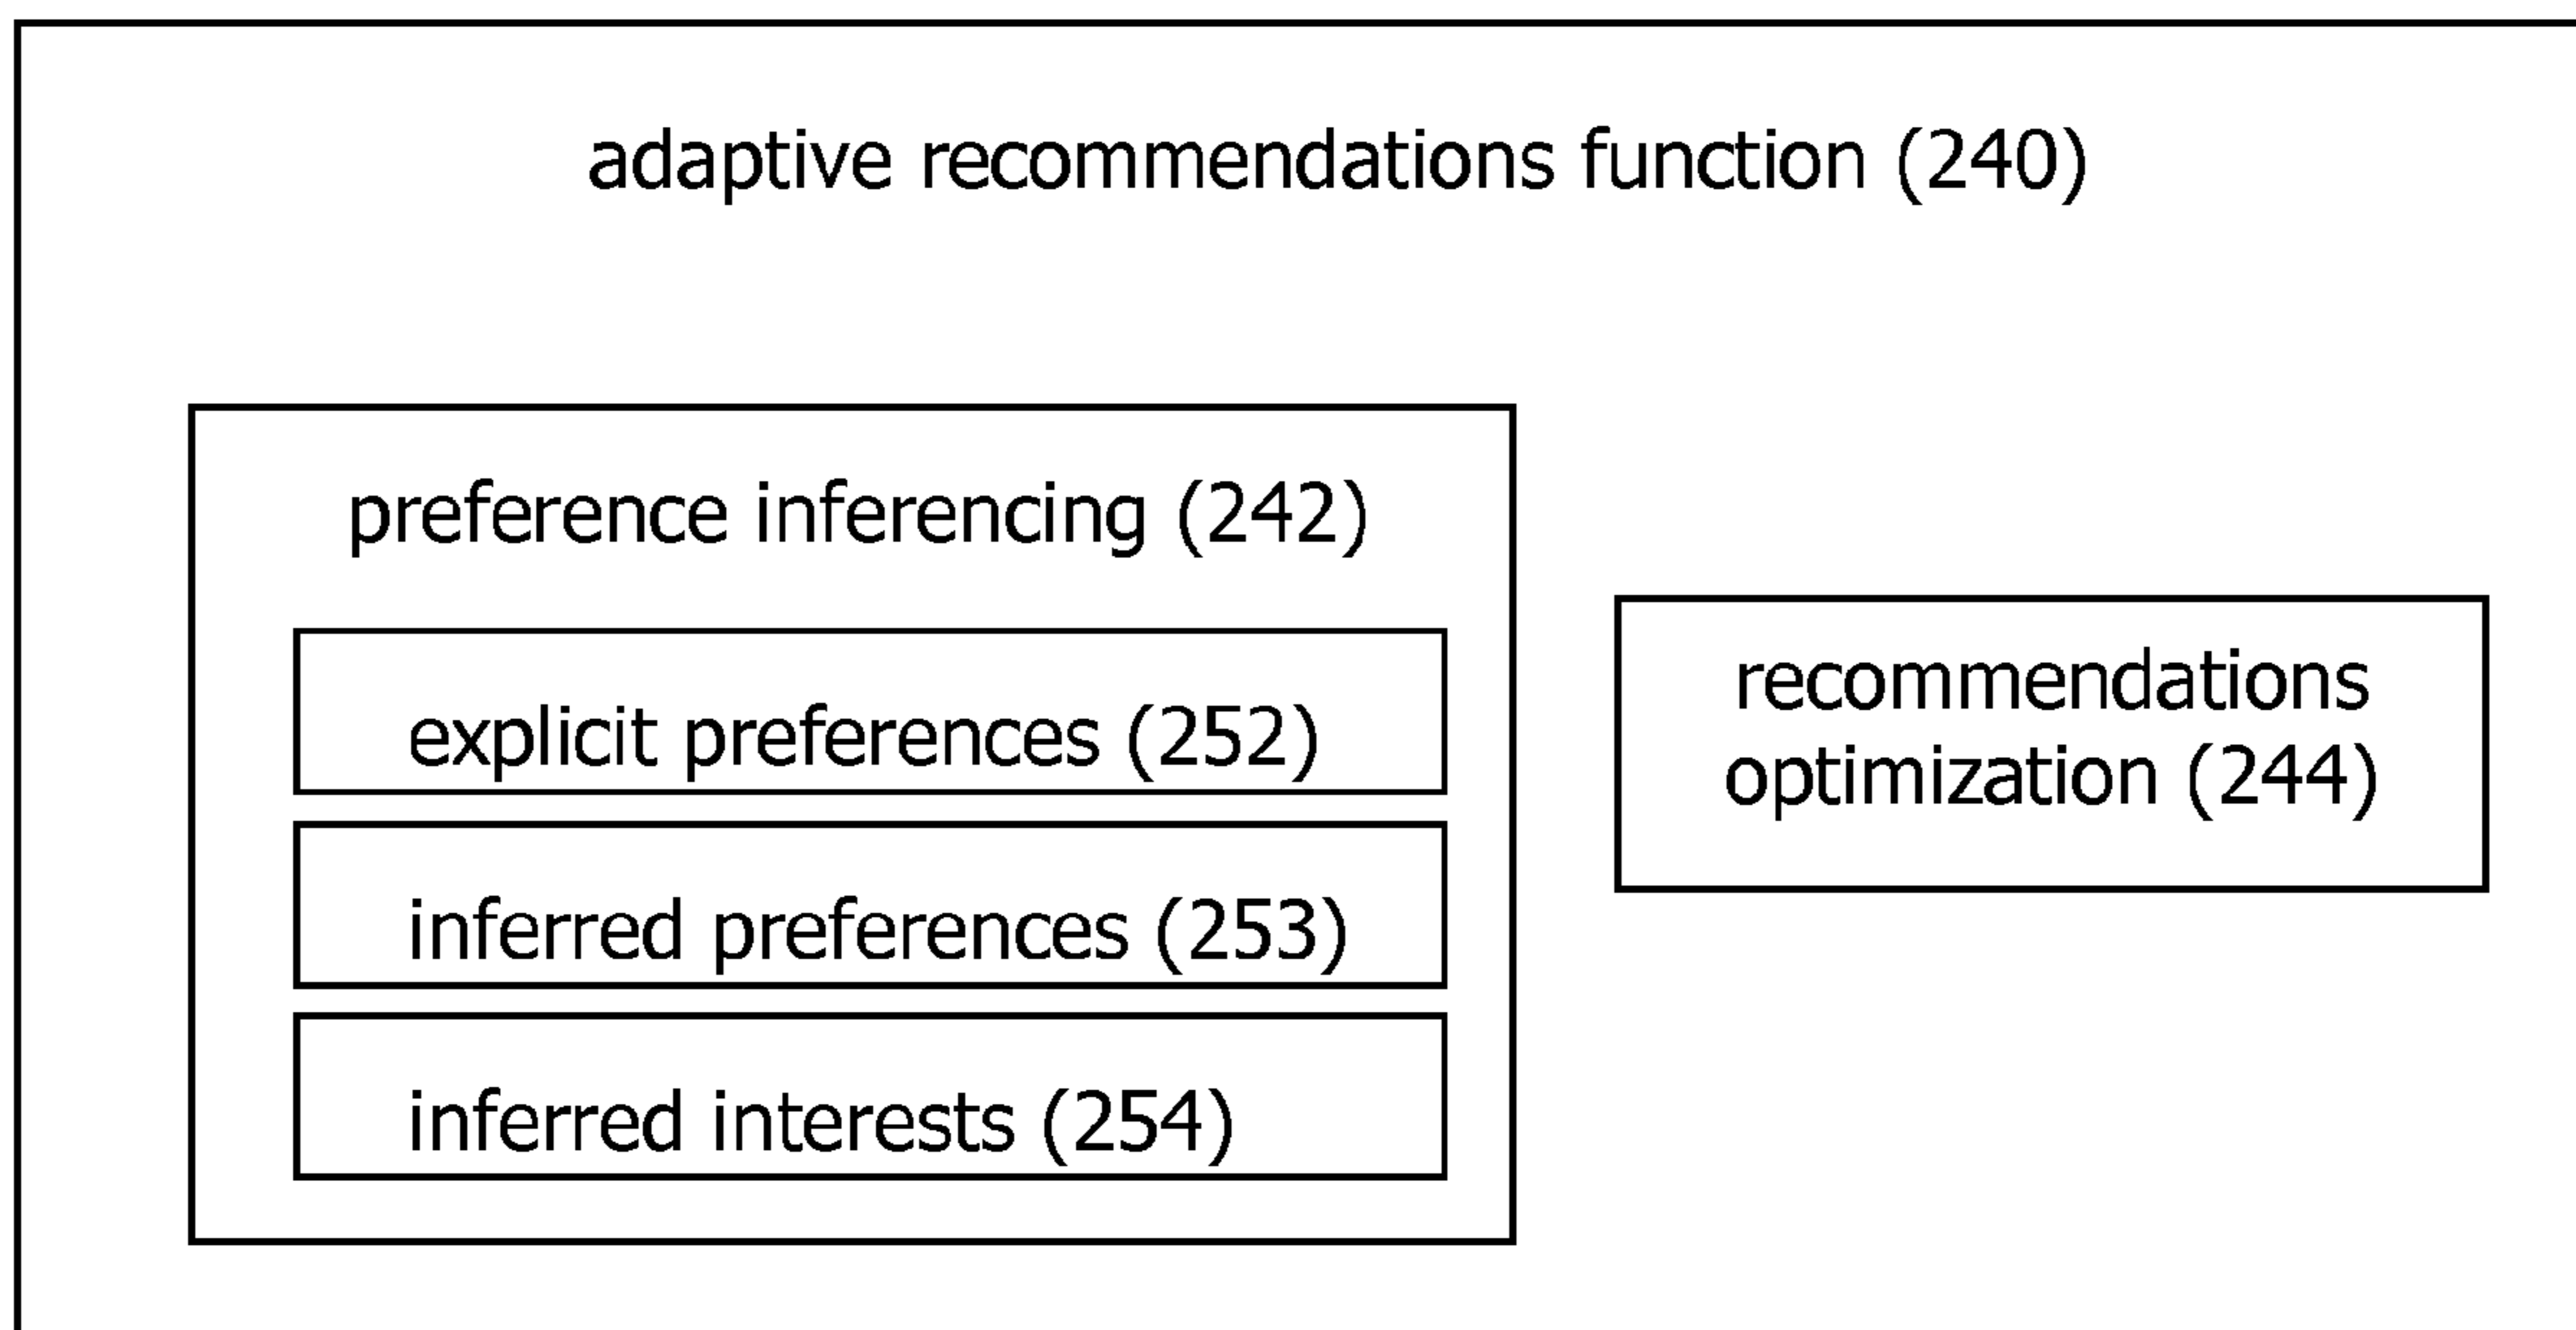 adaptive recommendations function (240)
preference inferencing (242)
explicit preferences (252)
inferred preferences (253)
inferred interests (254)
recommendations
optimization (244)